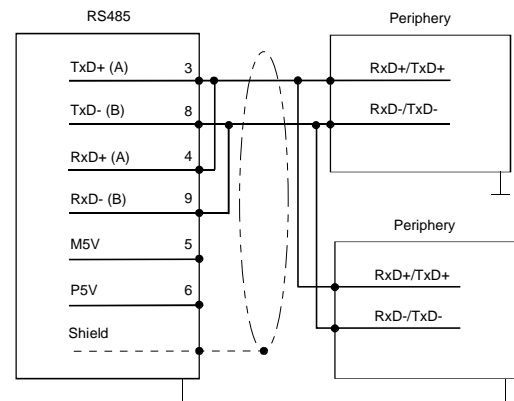 RS485
TxD+ (A) 3
TxD- (B) 8
RxD+ (A) 4
RxD- (B) 9
M5V 5
P5V 6
Shield
Periphery
RxD+/TxD+
RxD-/TxD-
Periphery
RxD+/TxD+
RxD-/TxD-